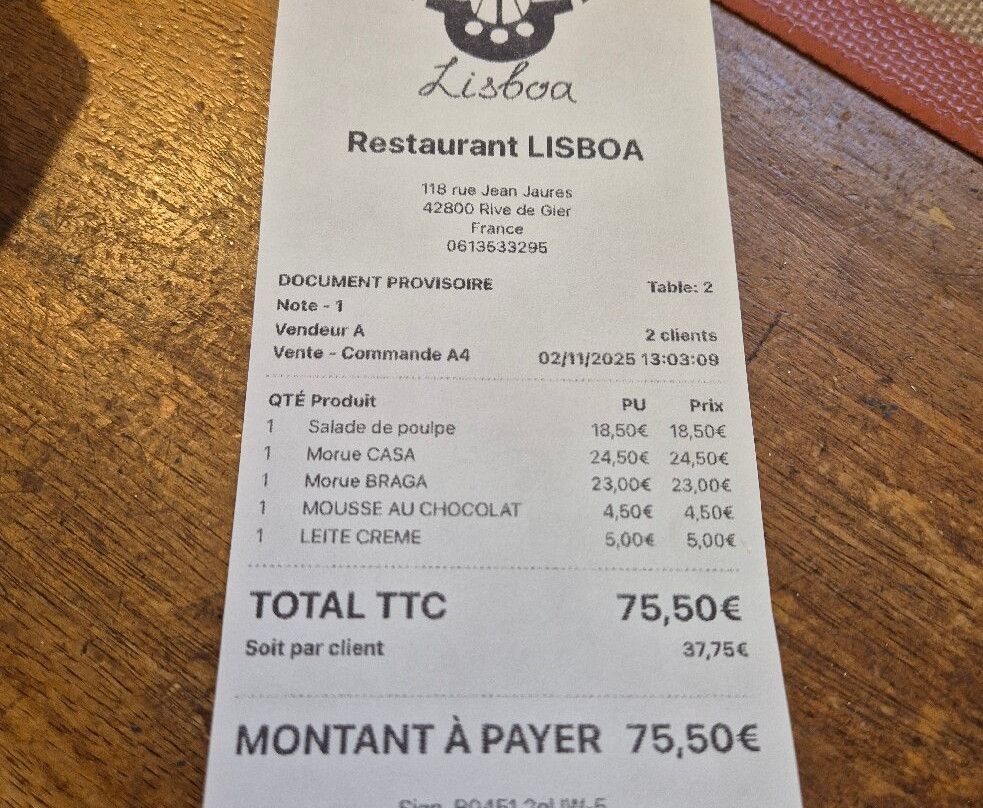 Lisboa
Restaurant LISBOA
118 rue Jean Jaures
42800 Rive de Gier
France
0613633295
DOCUMENT PROVISOIRE Table: 2
Note - 1
Vendeur A 2 clients
Vente - Commande A4 02/11/2025 13:03:09
QTÉ Produit PU Prix
1 Salade de poulpe 18,50€ 18,50€
1 Morue CASA 24,50€ 24,50€
1 Morue BRAGA 23,00€ 23,00€
1 MOUSSE AU CHOCOLAT 4,50€ 4,50€
1 LEITE CREME 5,00€ 5,00€
TOTAL TTC 75,50€
Soit par client 37,75€
MONTANT À PAYER 75,50€